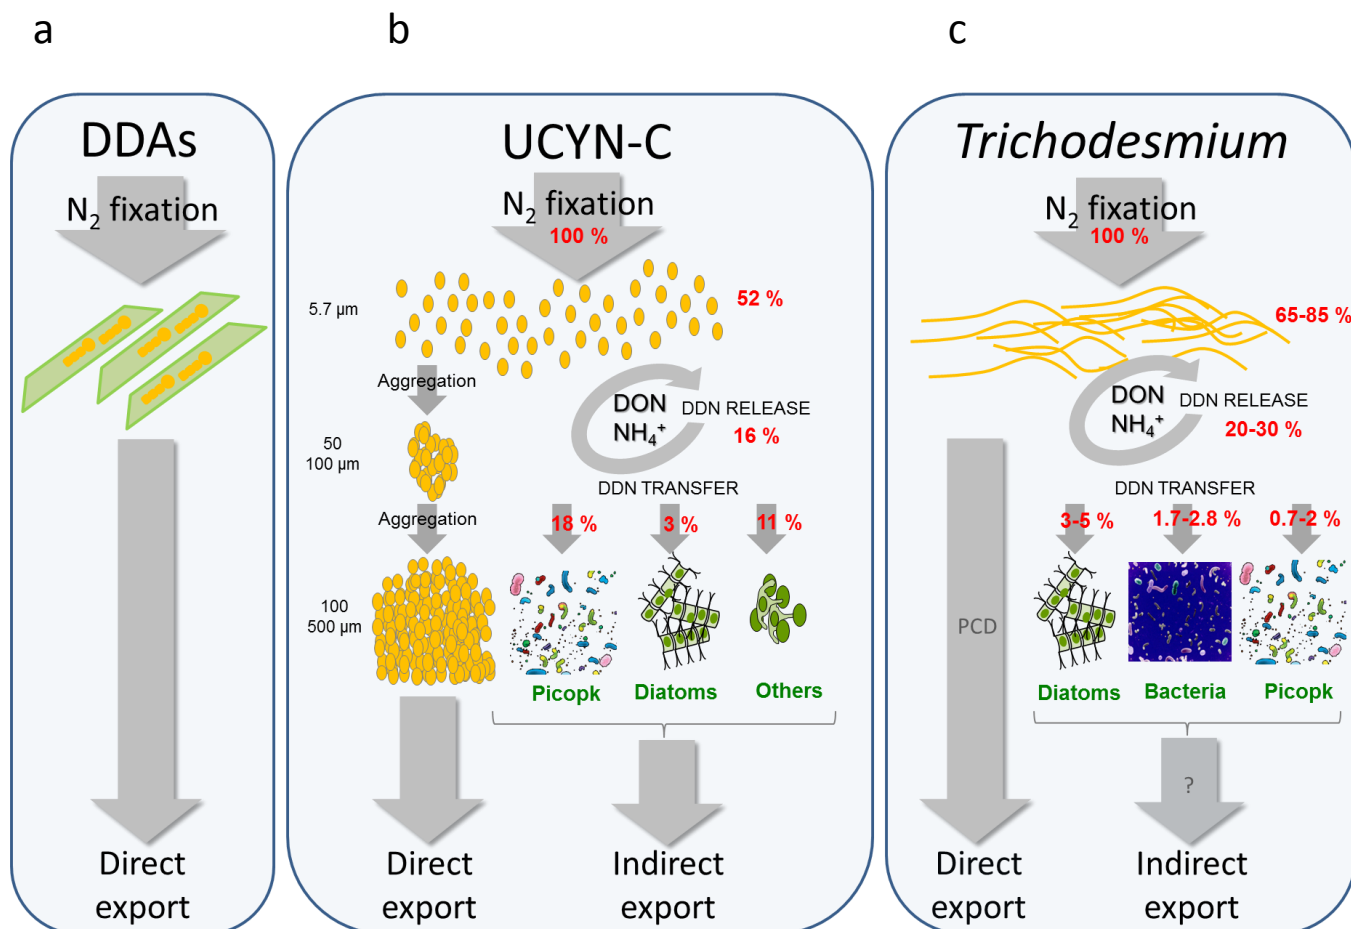 a
b
c
DDAs
N₂ fixation
Direct
export
UCYN-C
N₂ fixation
100 %
52 %
5.7 µm
Aggregation
DON
NH₄⁺
DDN RELEASE
16 %
50
100 µm
DDN TRANSFER
Aggregation
18 %
3 %
11 %
100
500 µm
Picopk
Diatoms
Others
Direct
export
Indirect
export
Trichodesmium
N₂ fixation
100 %
65-85 %
DON
NH₄⁺
DDN RELEASE
20-30 %
DDN TRANSFER
3-5 %
1.7-2.8 %
0.7-2 %
PCD
Diatoms
Bacteria
Picopk
?
Direct
export
Indirect
export